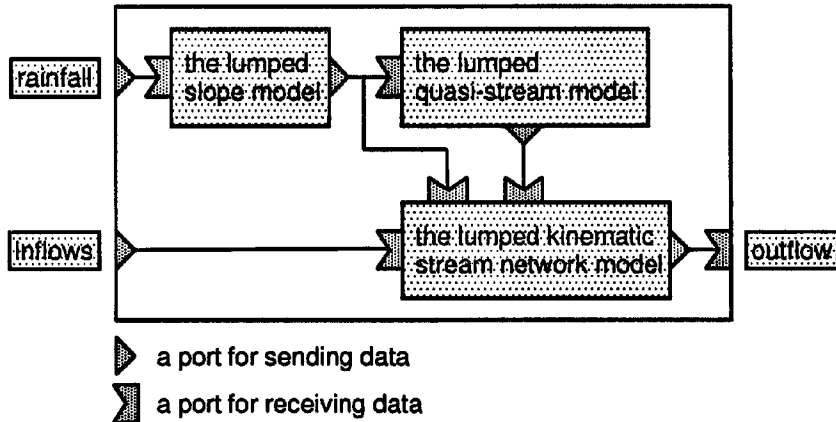 rainfall
the lumped
slope model
the lumped
quasi-stream model
Inflows
the lumped kinematic
stream network model
outflow
a port for sending data
a port for receiving data